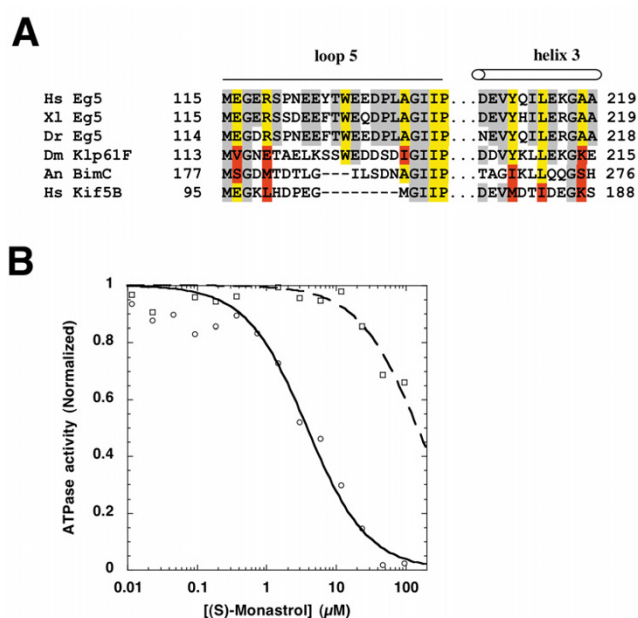 A
loop 5 helix 3
Hs Eg5 115 MEGERSPNEEYTWEEDPLAGIIP...DEVYQILEKGAA 219
Xl Eg5 115 MEGERSSDEEFTWEQDPLAGIIP...DEVYHILERGAA 219
Dr Eg5 114 MEGDRSSDEEFTWEQDPLAGIIP...NEVYQILERGAA 218
Dm Klp61F 113 MVGNETAELKSSWEDDSDIGIIP...DDVYKLLEKGKE 215
An BimC 177 MSGDMTDTLG---ILSDNAGIIP...TAGIKLLQQGSH 276
Hs Kif5B 95 MEGKLHDPEG--------MGIIP...DEVMDTIDEGKS 188
B
ATPase activity (Normalized)
1
0.8
0.6
0.4
0.2
0
0.01 0.1 1 10 100
[(S)-Monastrol] (µM)